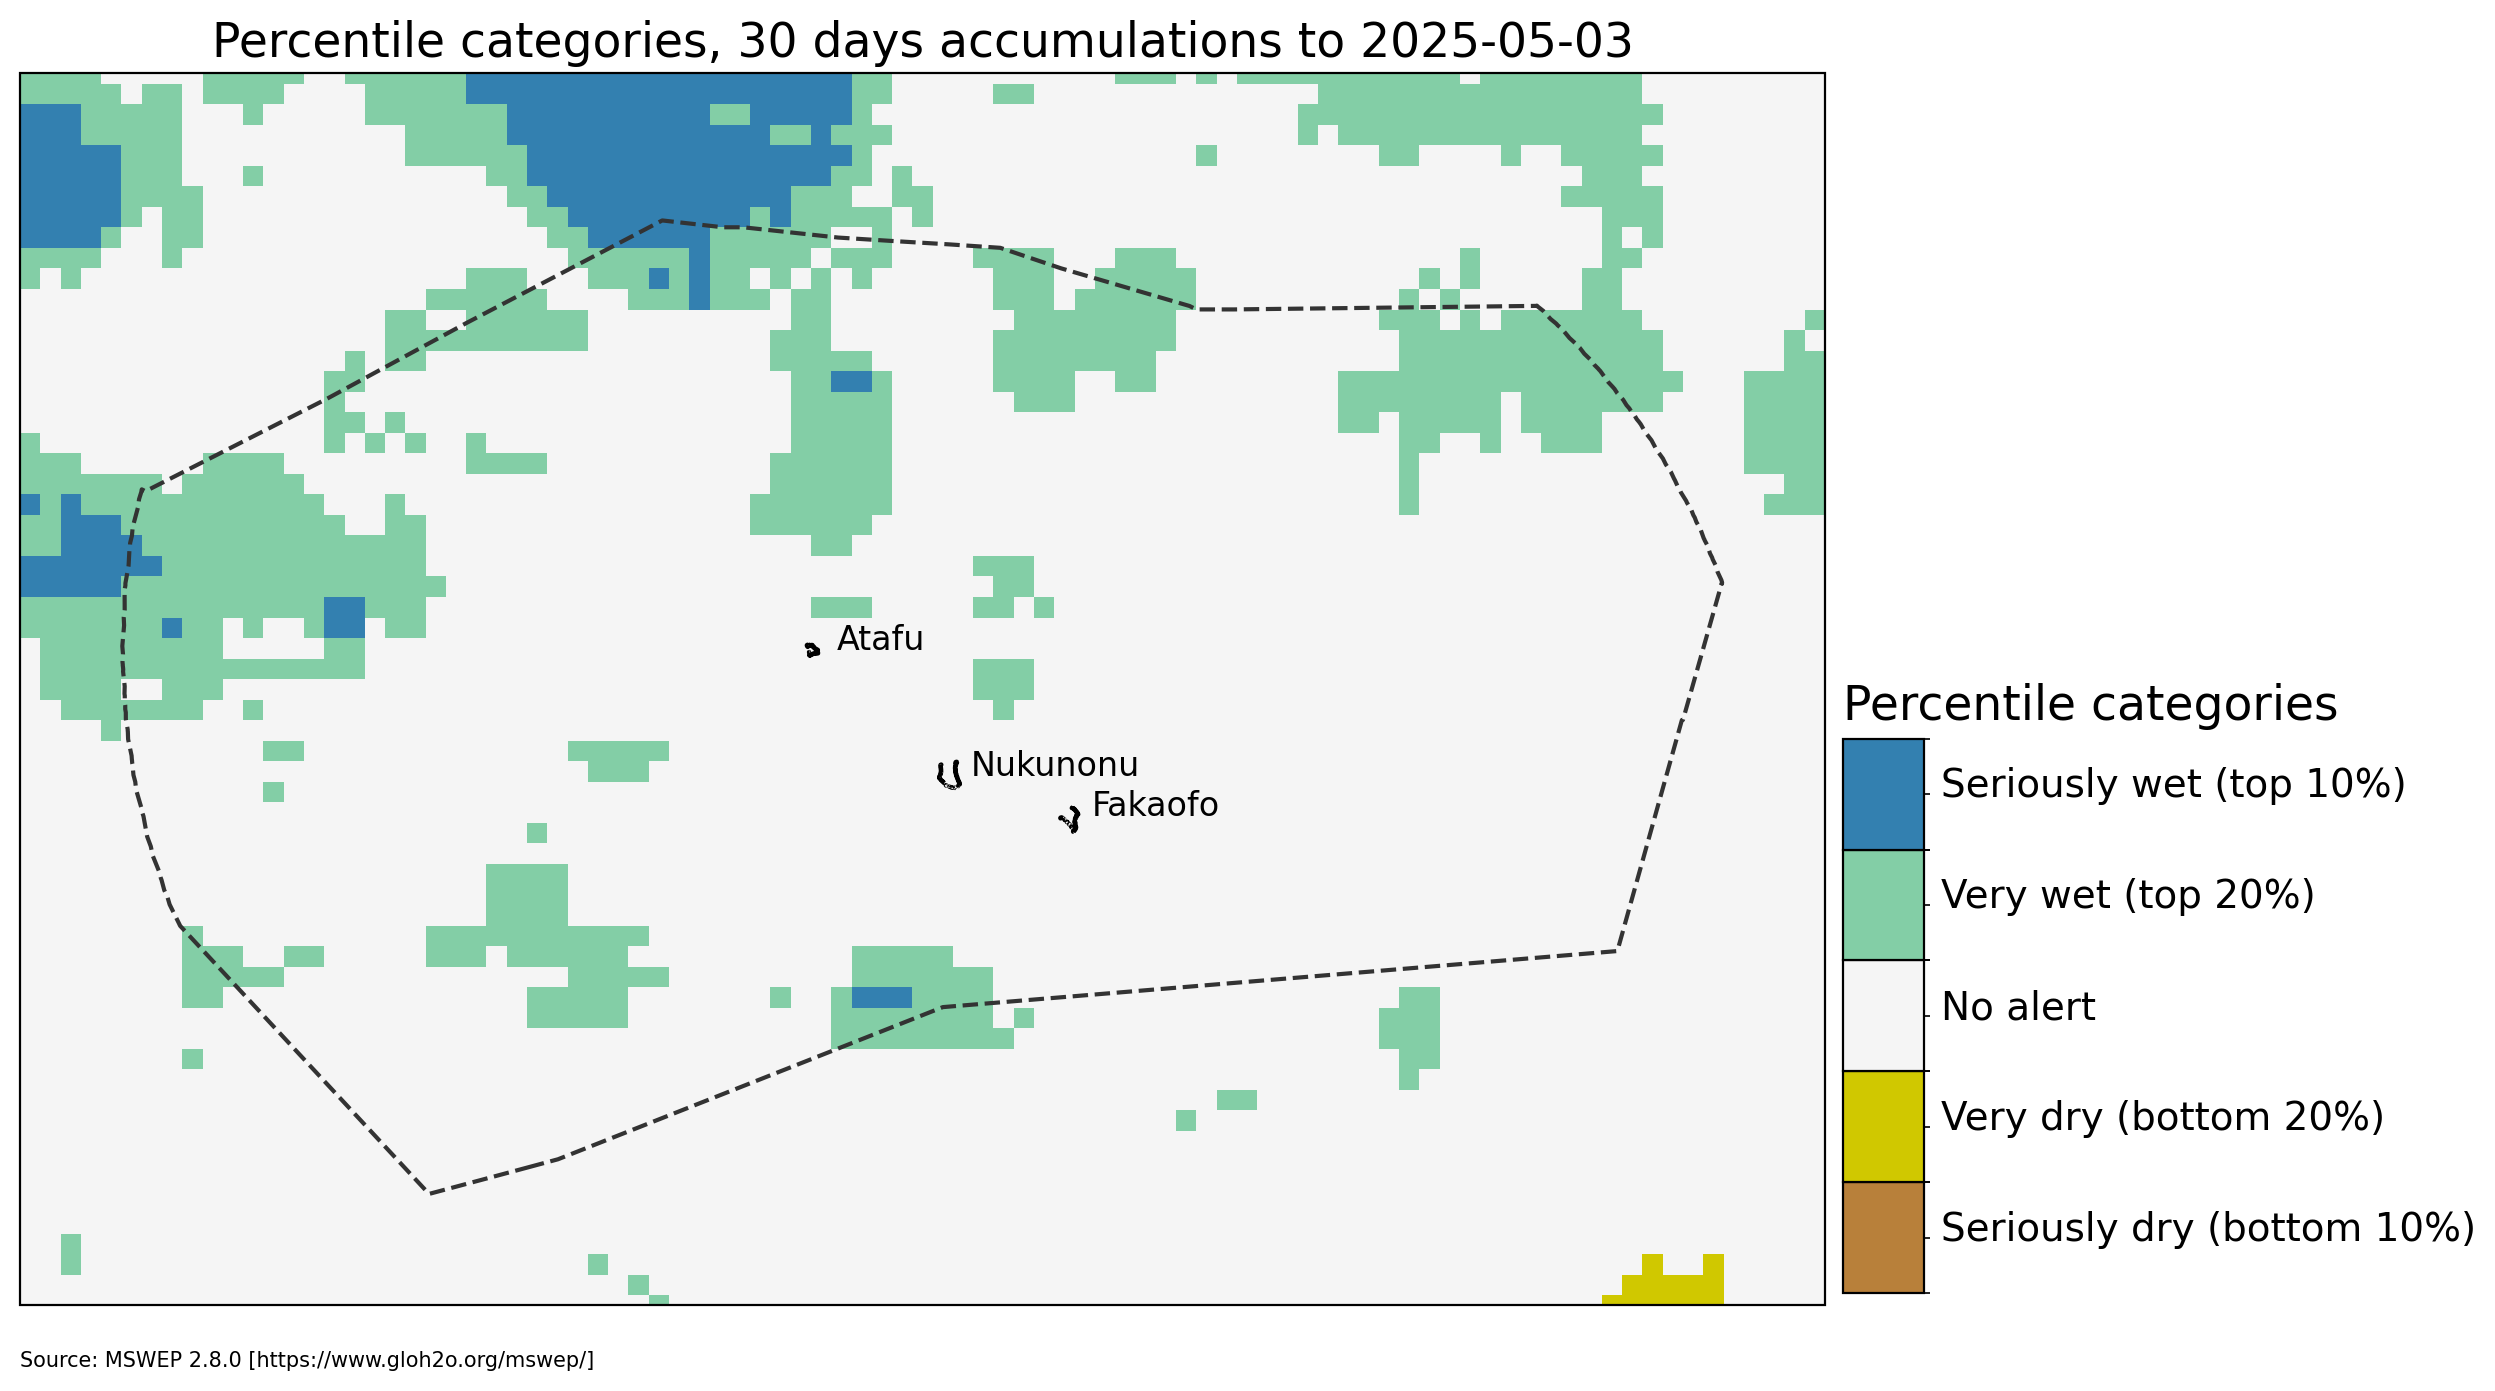 Percentile categories, 30 days accumulations to 2025-05-03
Atafu
Nukunonu
Fakaofo
Percentile categories
Seriously wet (top 10%)
Very wet (top 20%)
No alert
Very dry (bottom 20%)
Seriously dry (bottom 10%)
Source: MSWEP 2.8.0 [https://www.gloh2o.org/mswep/]